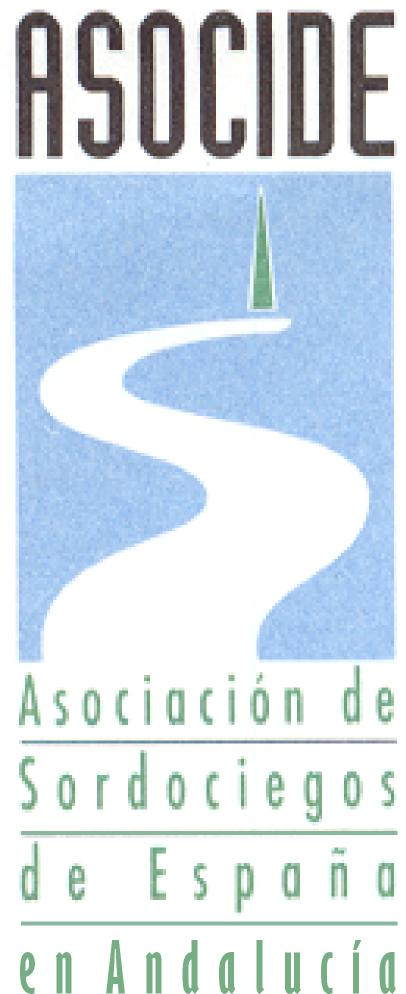 ASOCIDE
Asociación de
Sordociegos
de España
en Andalucía